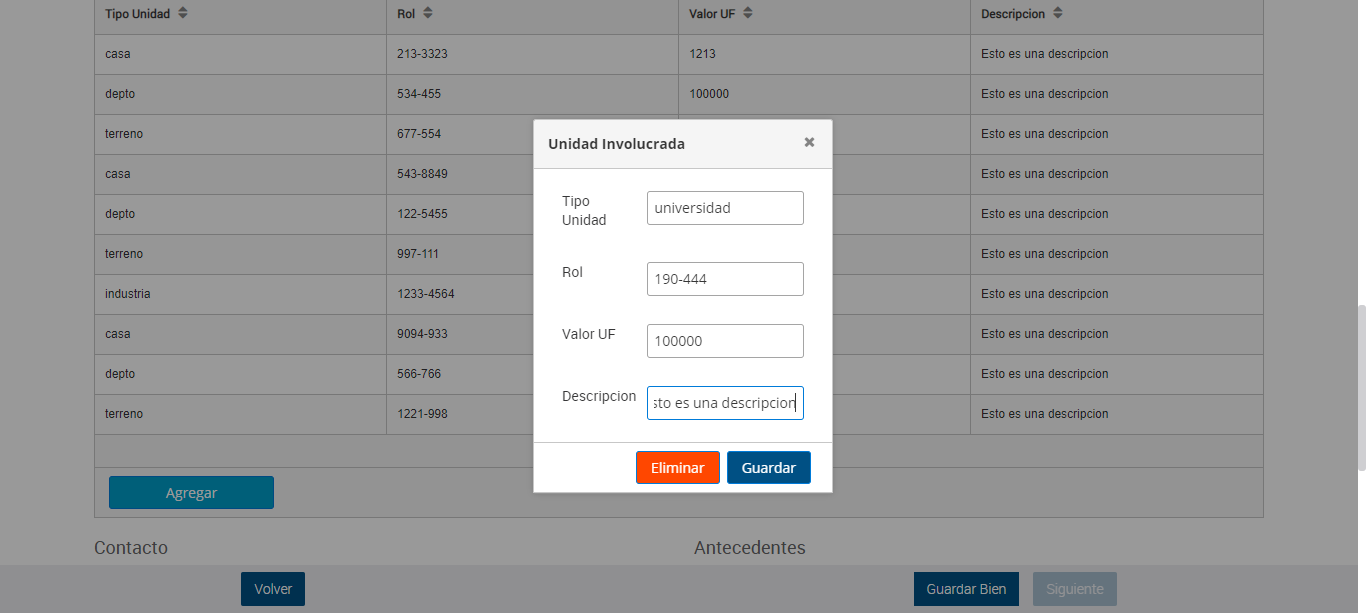 Tipo Unidad Rol Valor UF Descripcion
casa 213-3323 1213 Esto es una descripcion
depto 534-455 100000 Esto es una descripcion
terreno 677-554 Esto es una descripcion
casa 543-8849 Esto es una descripcion
depto 122-5455 Esto es una descripcion
terreno 997-111 Esto es una descripcion
industria 1233-4564 Esto es una descripcion
casa 9094-933 Esto es una descripcion
depto 566-766 Esto es una descripcion
terreno 1221-998 Esto es una descripcion
Agregar
Unidad Involucrada
Tipo
Unidad
universidad
Rol 190-444
Valor UF 100000
Descripcion sto es una descripcion
Eliminar Guardar
Contacto Antecedentes
Volver Guardar Bien Siguiente